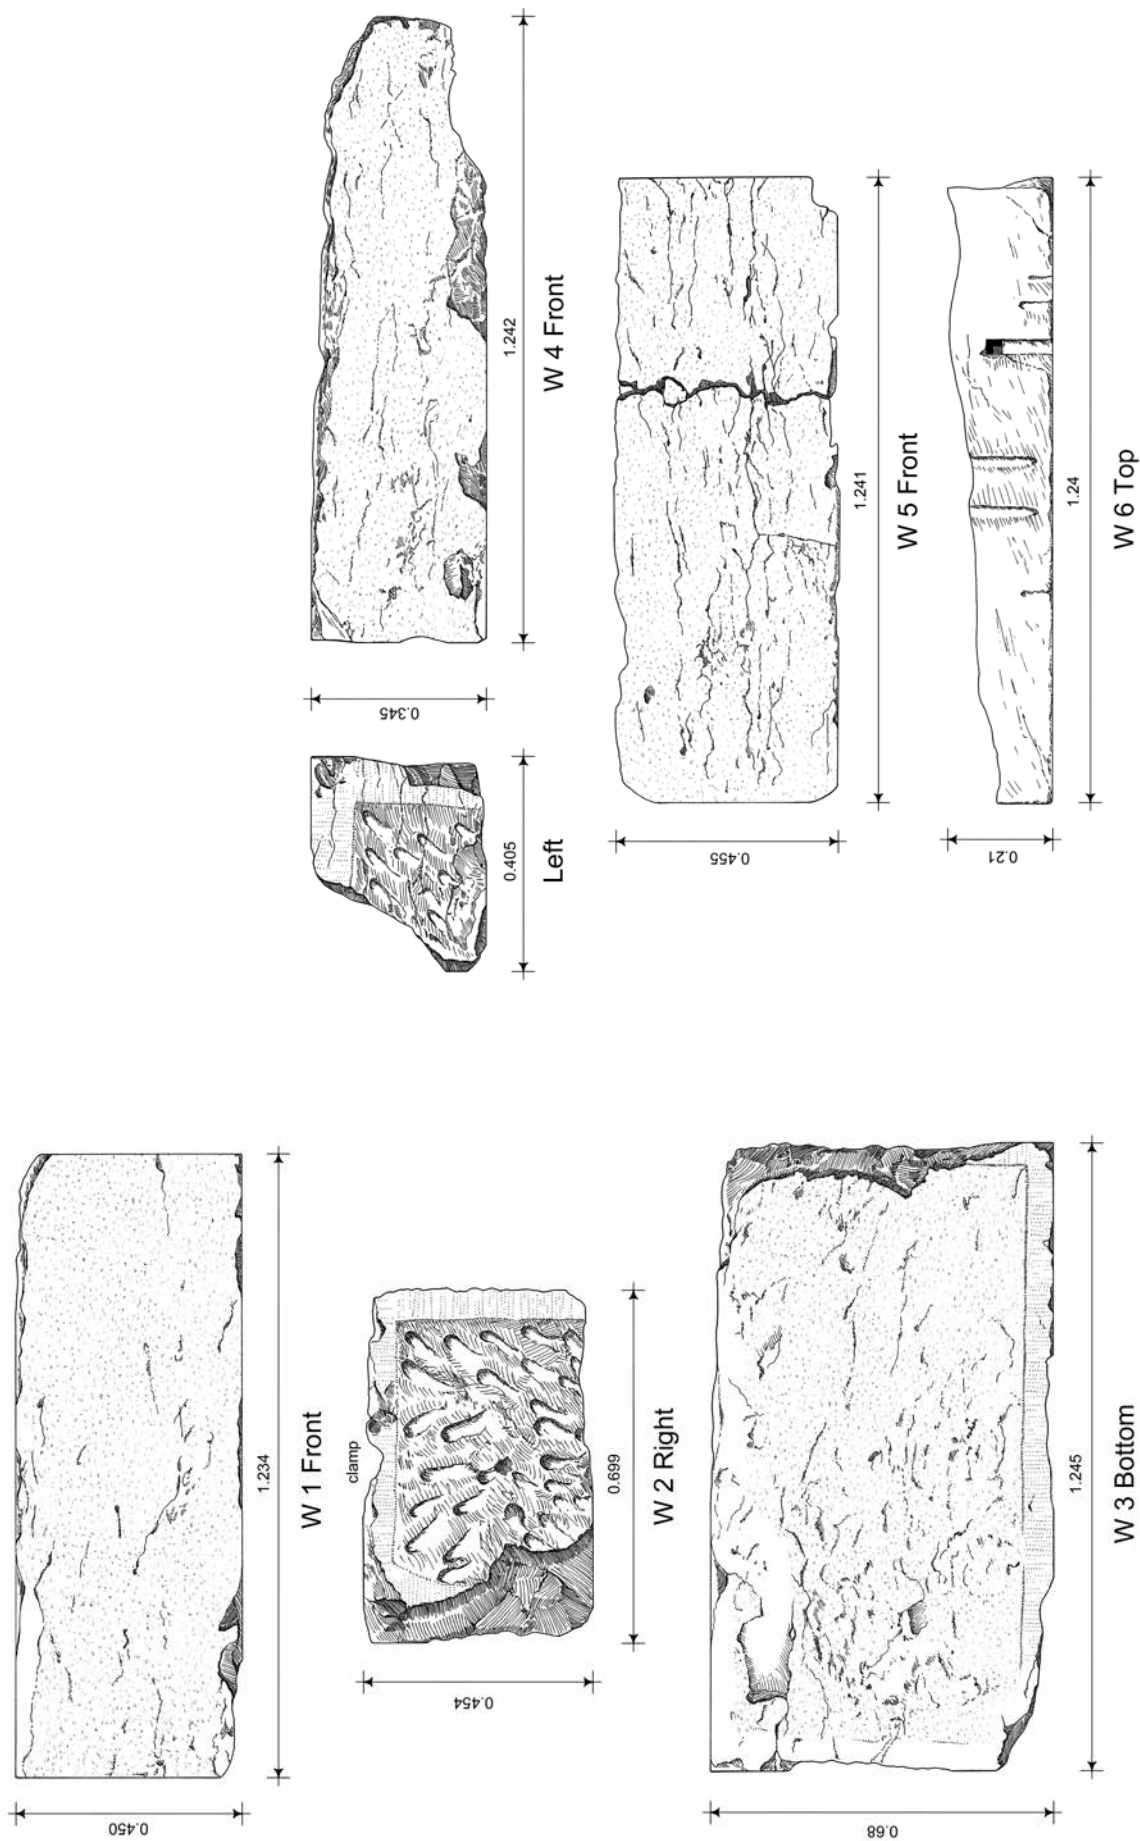 1.242
W 4 Front
0.345
0.405
Left
1.241
W 5 Front
0.455
1.24
W 6 Top
0.21
1.234
W 1 Front
0.450
clamp
0.699
W 2 Right
0.454
1.245
W 3 Bottom
0.68